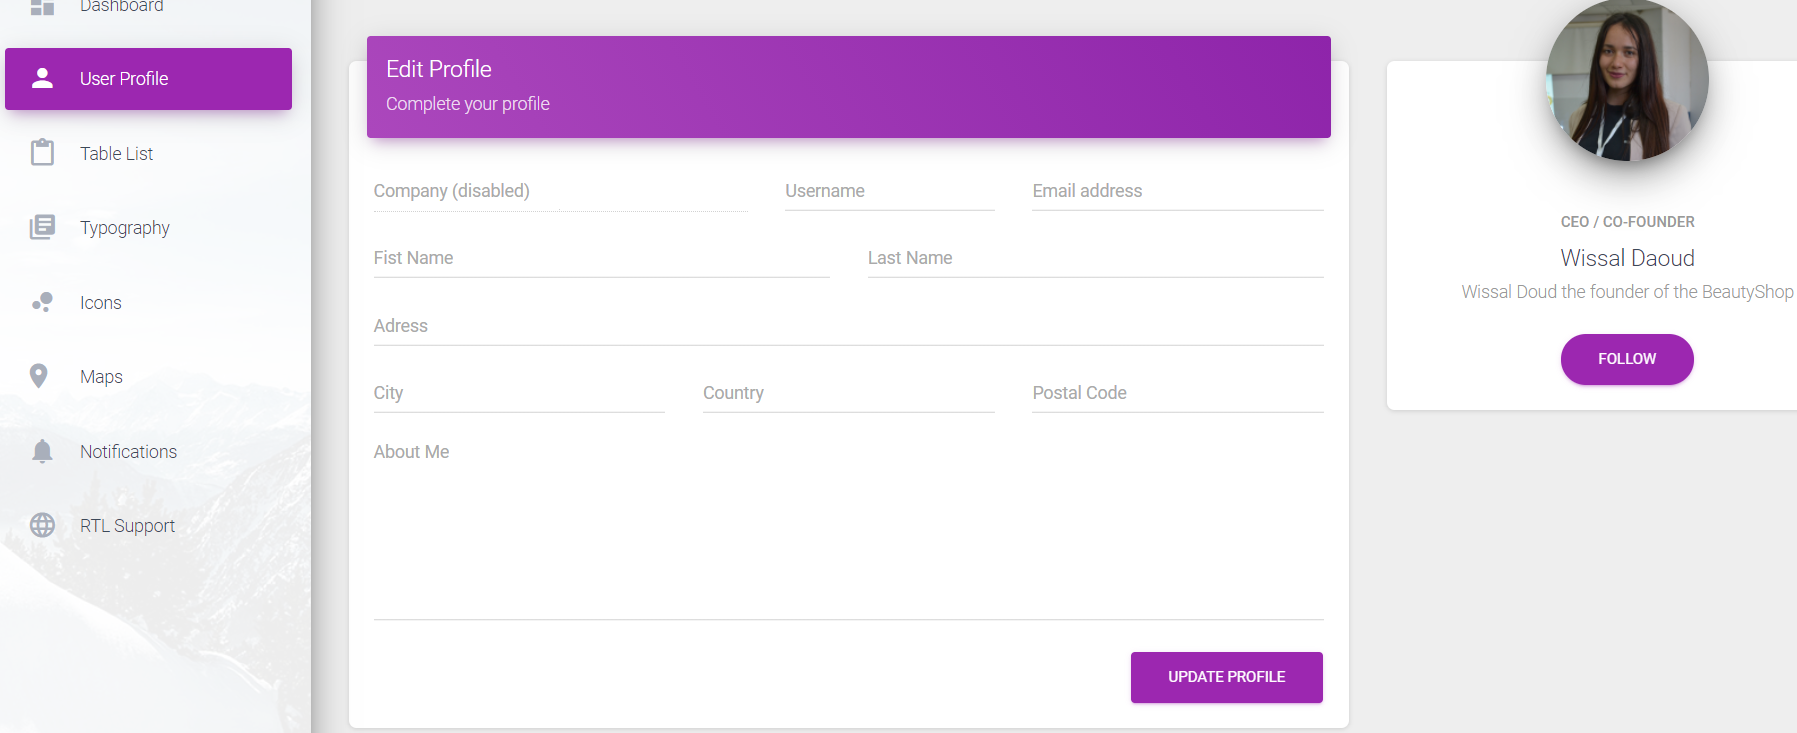 Dashboard
User Profile
Table List
Typography
Icons
Maps
Notifications
RTL Support
Edit Profile
Complete your profile
Company (disabled)
Username
Email address
Fist Name
Last Name
Adress
City
Country
Postal Code
About Me
UPDATE PROFILE
CEO / CO-FOUNDER
Wissal Daoud
Wissal Doud the founder of the BeautyShop
FOLLOW